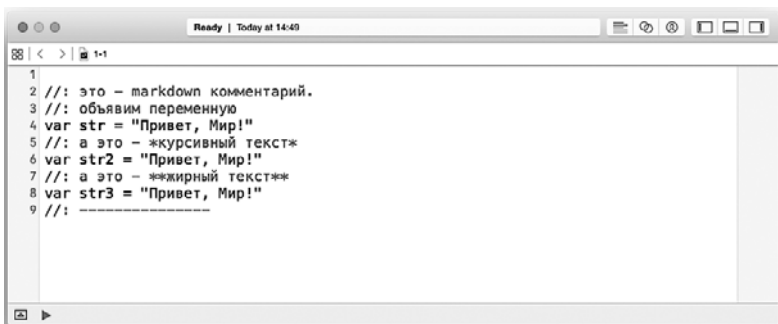 Ready | Today at 14:49
1-1
1
2 //: это – markdown комментарий.
3 //: объявим переменную
4 var str = "Привет, Мир!"
5 //: а это – *курсивный текст*
6 var str2 = "Привет, Мир!"
7 //: а это – **жирный текст**
8 var str3 = "Привет, Мир!"
9 //: ---------------